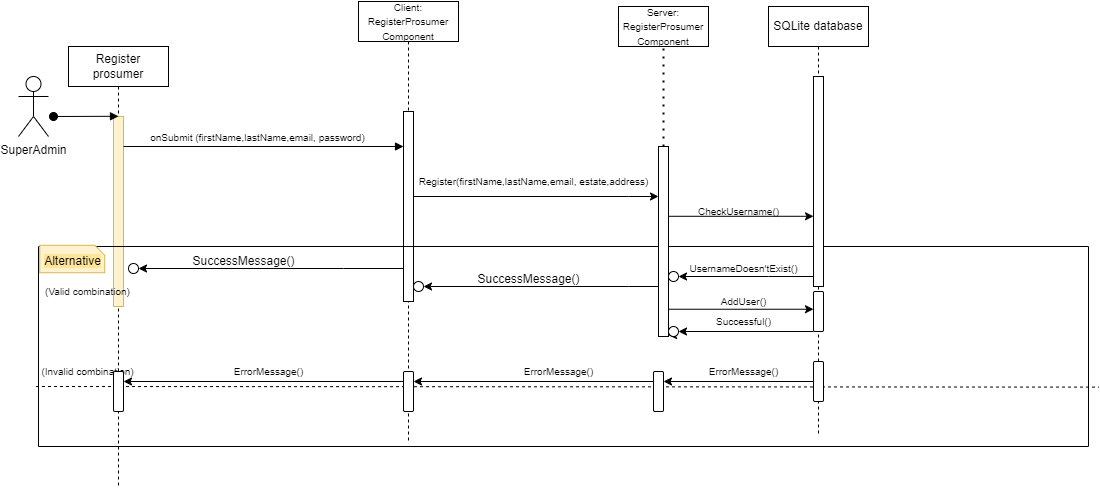 Client:
RegisterProsumer
Component
Server:
RegisterProsumer
Component
SQLite database
Register
prosumer
SuperAdmin
onSubmit (firstName,lastName,email, password)
Register(firstName,lastName,email, estate,address)
CheckUsername()
Alternative
SuccessMessage()
UsernameDoesn'tExist()
SuccessMessage()
(Valid combination)
AddUser()
Successful()
(Invalid combination)
ErrorMessage()
ErrorMessage()
ErrorMessage()